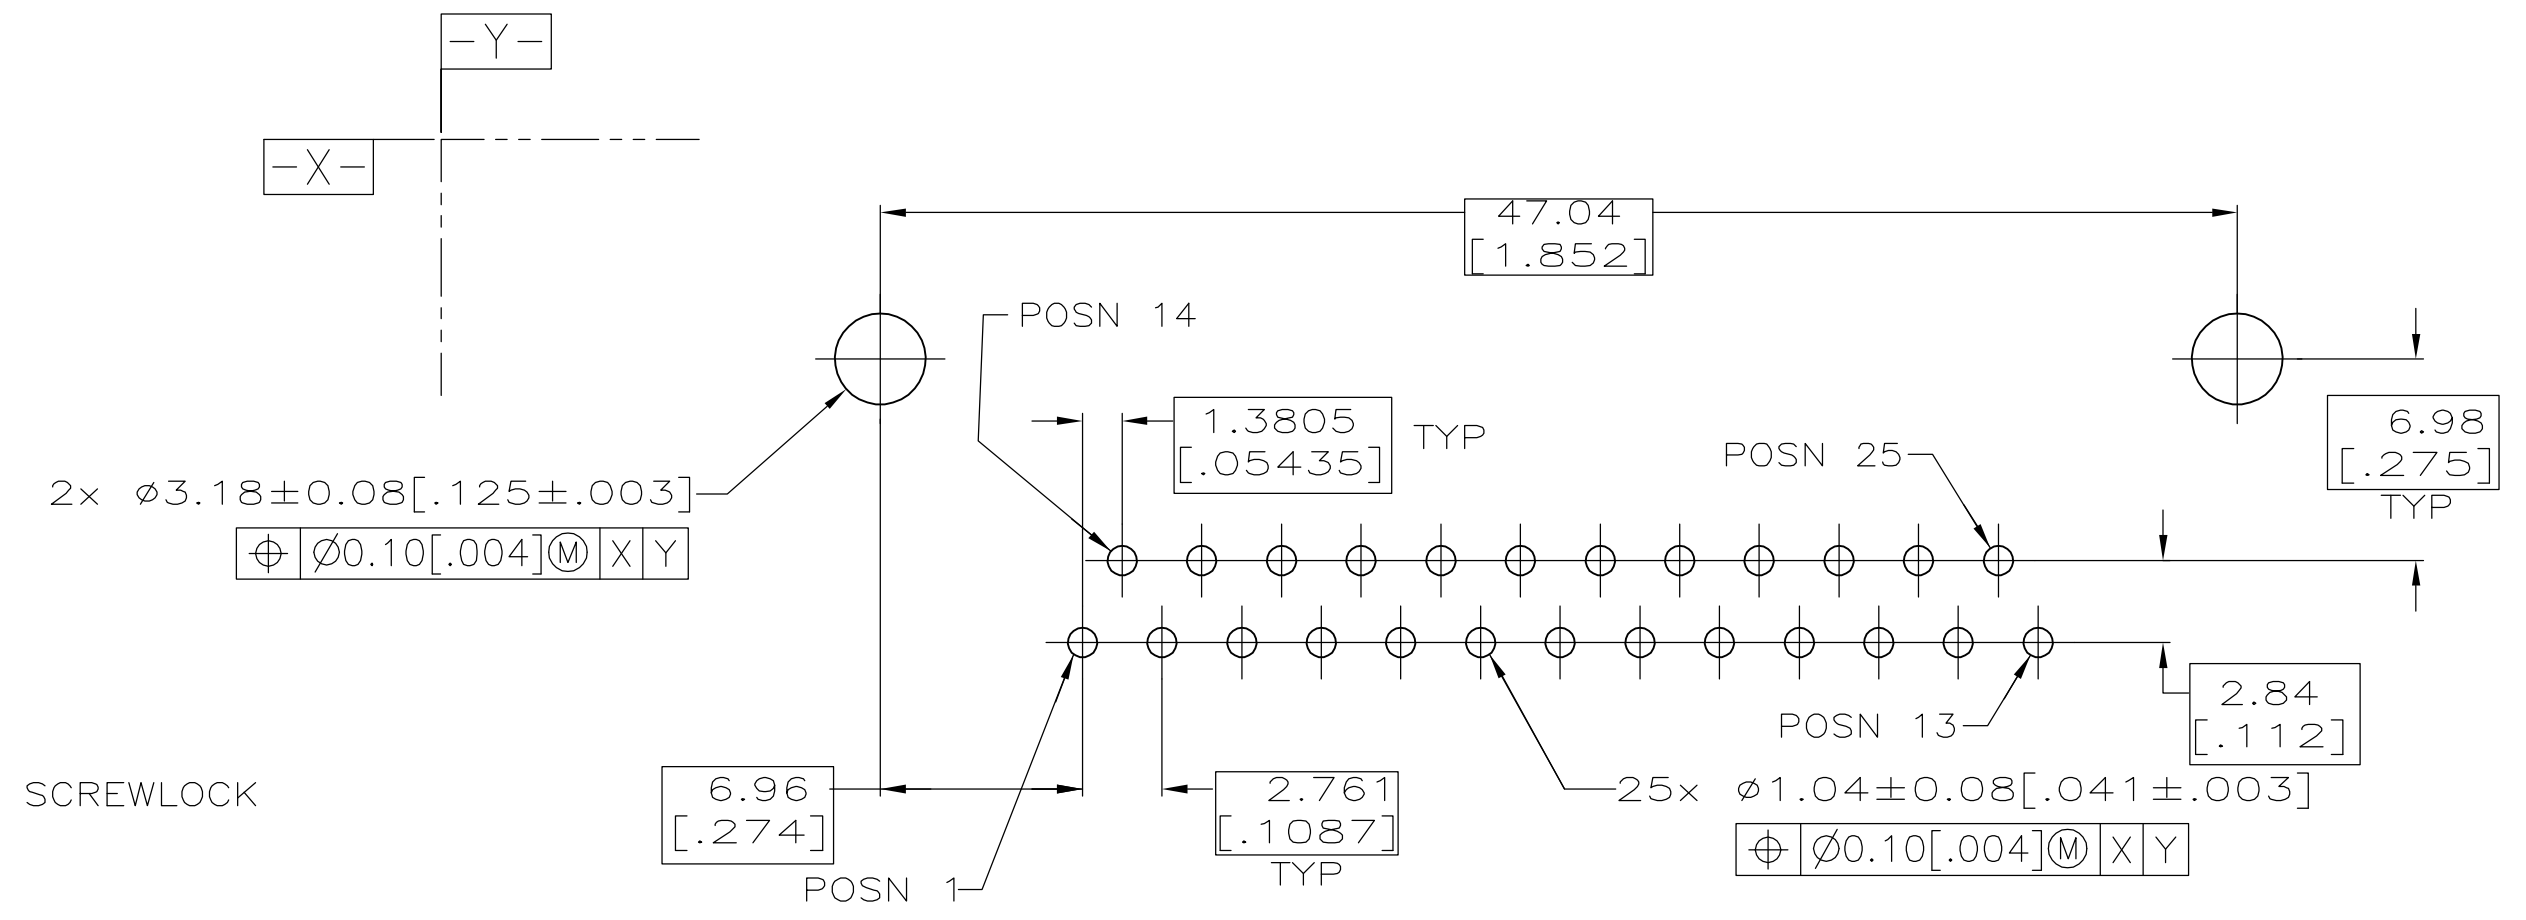 -Y-
-X-
47.04
[1.852]
POSN 14
1.3805
[.05435]
TYP
POSN 25
6.98
[.275]
TYP
2x ⌀3.18±0.08[.125±.003]
⌖ ⌀0.10[.004]Ⓜ X Y
2.84
[.112]
POSN 13
SCREWLOCK
6.96
[.274]
2.761
[.1087]
TYP
25x ⌀1.04±0.08[.041±.003]
⌖ ⌀0.10[.004]Ⓜ X Y
POSN 1